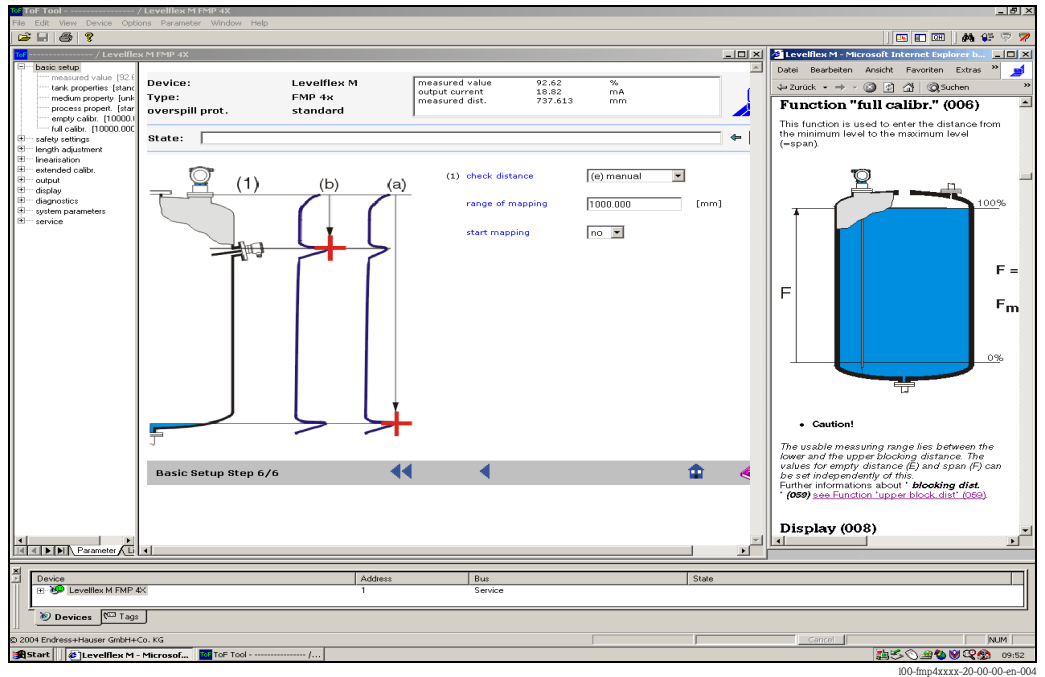 ToF Tool - ---------------- / Levelflex M FMP 4X
File Edit View Device Options Parameter Window Help
---------------- / Levelflex M FMP 4X
basic setup
measured value [92.6
tank properties [stanc
medium property [unk
process propert. [star
empty calibr. [10000.
full calibr. [10000.000
safety settings
length adjustment
linearisation
extended calibr.
output
display
diagnostics
system parameters
service
Parameter
Li
Device: Levelflex M
Type: FMP 4x
overspill prot. standard
measured value 92.62 %
output current 18.82 mA
measured dist. 737.613 mm
State:
(1) (b) (a)
(1) check distance (e) manual
range of mapping 1000.000 [mm]
start mapping no
Basic Setup Step 6/6
Levelflex M - Microsoft Internet Explorer b...
Datei Bearbeiten Ansicht Favoriten Extras »
Zurück Suchen »
Function "full calibr." (006)
This function is used to enter the distance from
the minimum level to the maximum level
(=span).
100%
F
F =
Fm
0%
• Caution!
The usable measuring range lies between the
lower and the upper blocking distance. The
values for empty distance (E) and span (F) can
be set independently of this.
Further informations about " blooking dist.
" (059) see Function "upper block. dist" (059).
Display (008)
Device Address Bus State
Levelflex M FMP 4X 1 Service
Devices Tags
© 2004 Endress+Hauser GmbH+Co. KG
Cancel
NUM
Start
Levelflex M - Microsof...
ToF Tool - ---------------- /...
09:52
i00-fmp4xxxx-20-00-00-en-004